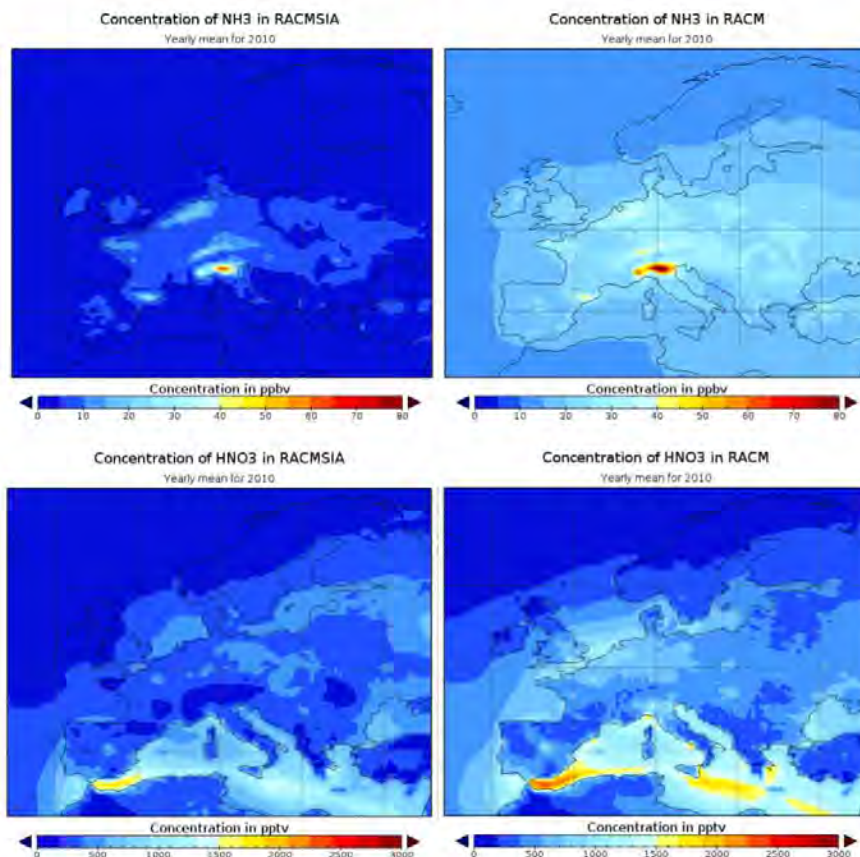 Concentration of NH3 in RACMSIA
Yearly mean for 2010
Concentration in ppbv
0 10 20 30 40 50 60 70 80
Concentration of NH3 in RACM
Yearly mean for 2010
Concentration in ppbv
0 10 20 30 40 50 60 70 80
Concentration of HNO3 in RACMSIA
Yearly mean for 2010
Concentration in pptv
0 500 1000 1500 2000 2500 3000
Concentration of HNO3 in RACM
Yearly mean for 2010
Concentration in pptv
0 500 1000 1500 2000 2500 3000